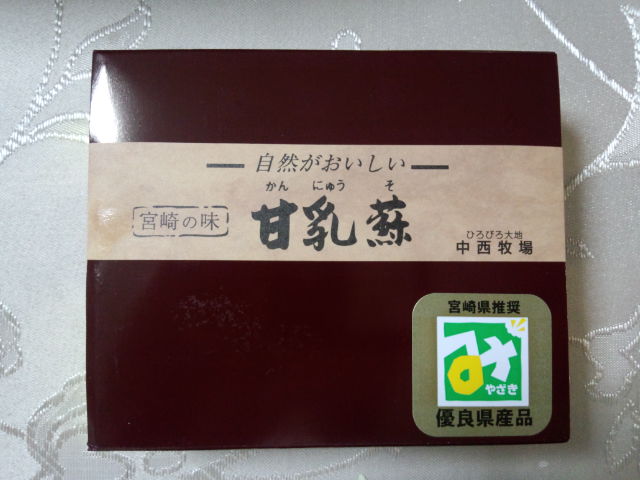 自然がおいしい
かん にゅう そ
宮崎の味
甘乳蘇
ひろびろ大地
中西牧場
宮崎県推奨
み
やざき
優良県産品